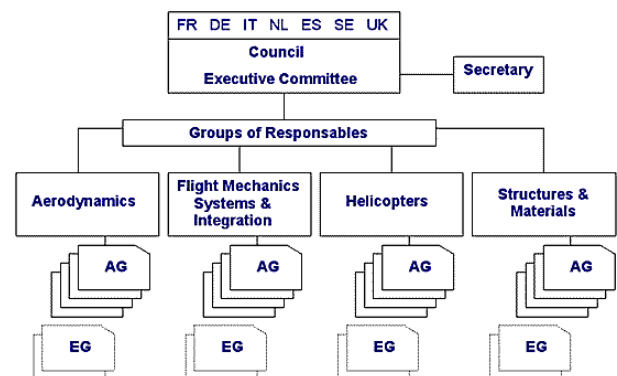 FR DE IT NL ES SE UK
Council
Executive Committee
Secretary
Groups of Responsables
Aerodynamics
Flight Mechanics
Systems &
Integration
Helicopters
Structures &
Materials
AG
AG
AG
AG
EG
EG
EG
EG